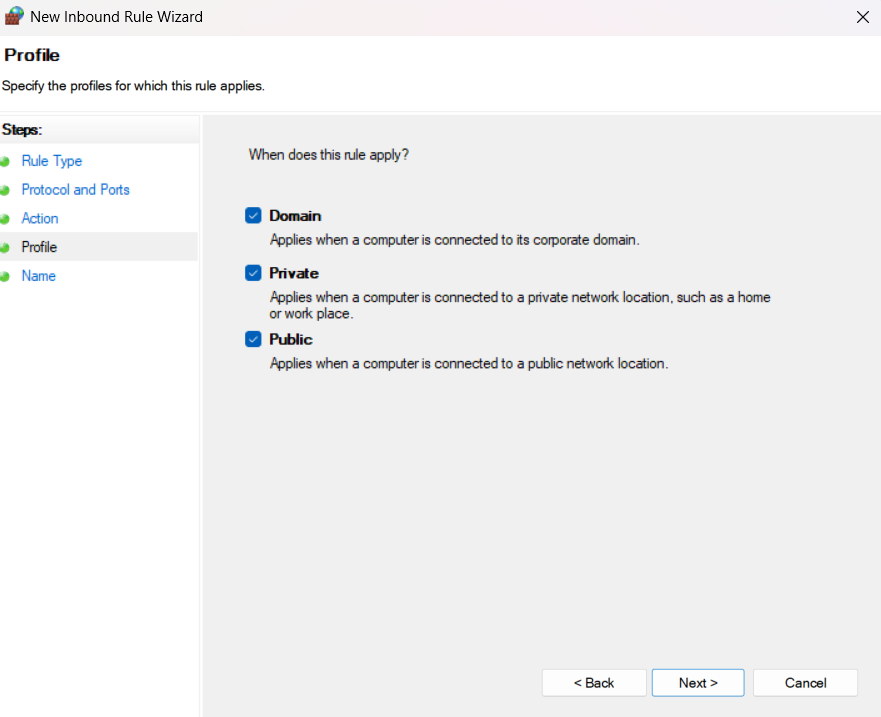 New Inbound Rule Wizard
Profile
Specify the profiles for which this rule applies.
Steps:
Rule Type
Protocol and Ports
Action
Profile
Name
When does this rule apply?
Domain
Applies when a computer is connected to its corporate domain.
Private
Applies when a computer is connected to a private network location, such as a home
or work place.
Public
Applies when a computer is connected to a public network location.
< Back
Next >
Cancel